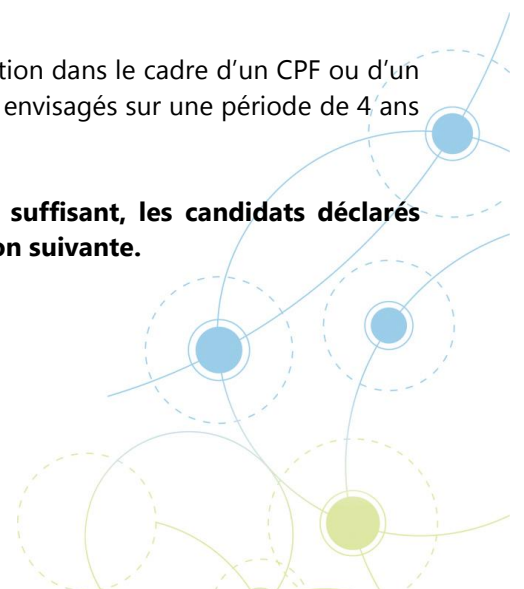 tion dans le cadre d’un CPF ou d’un
envisagés sur une période de 4 ans
suffisant, les candidats déclarés
on suivante.